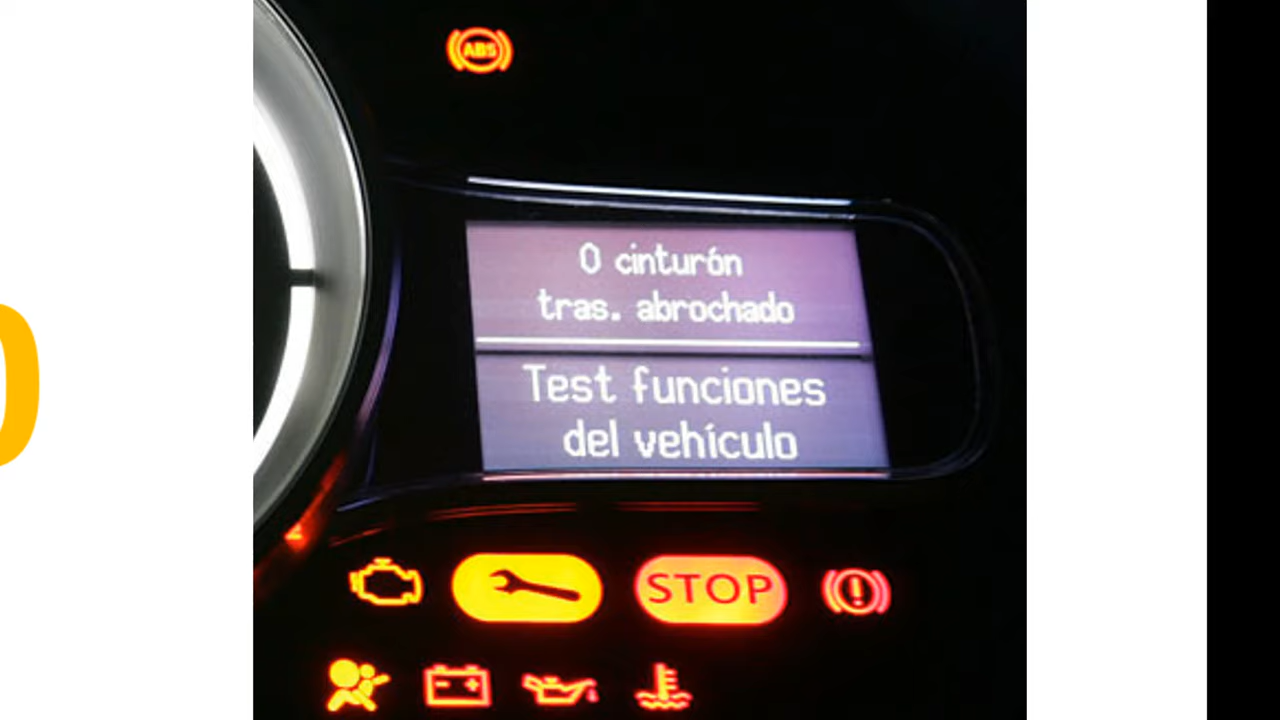 ABS
0 cinturón
tras. abrochado
Test funciones
del vehículo
STOP